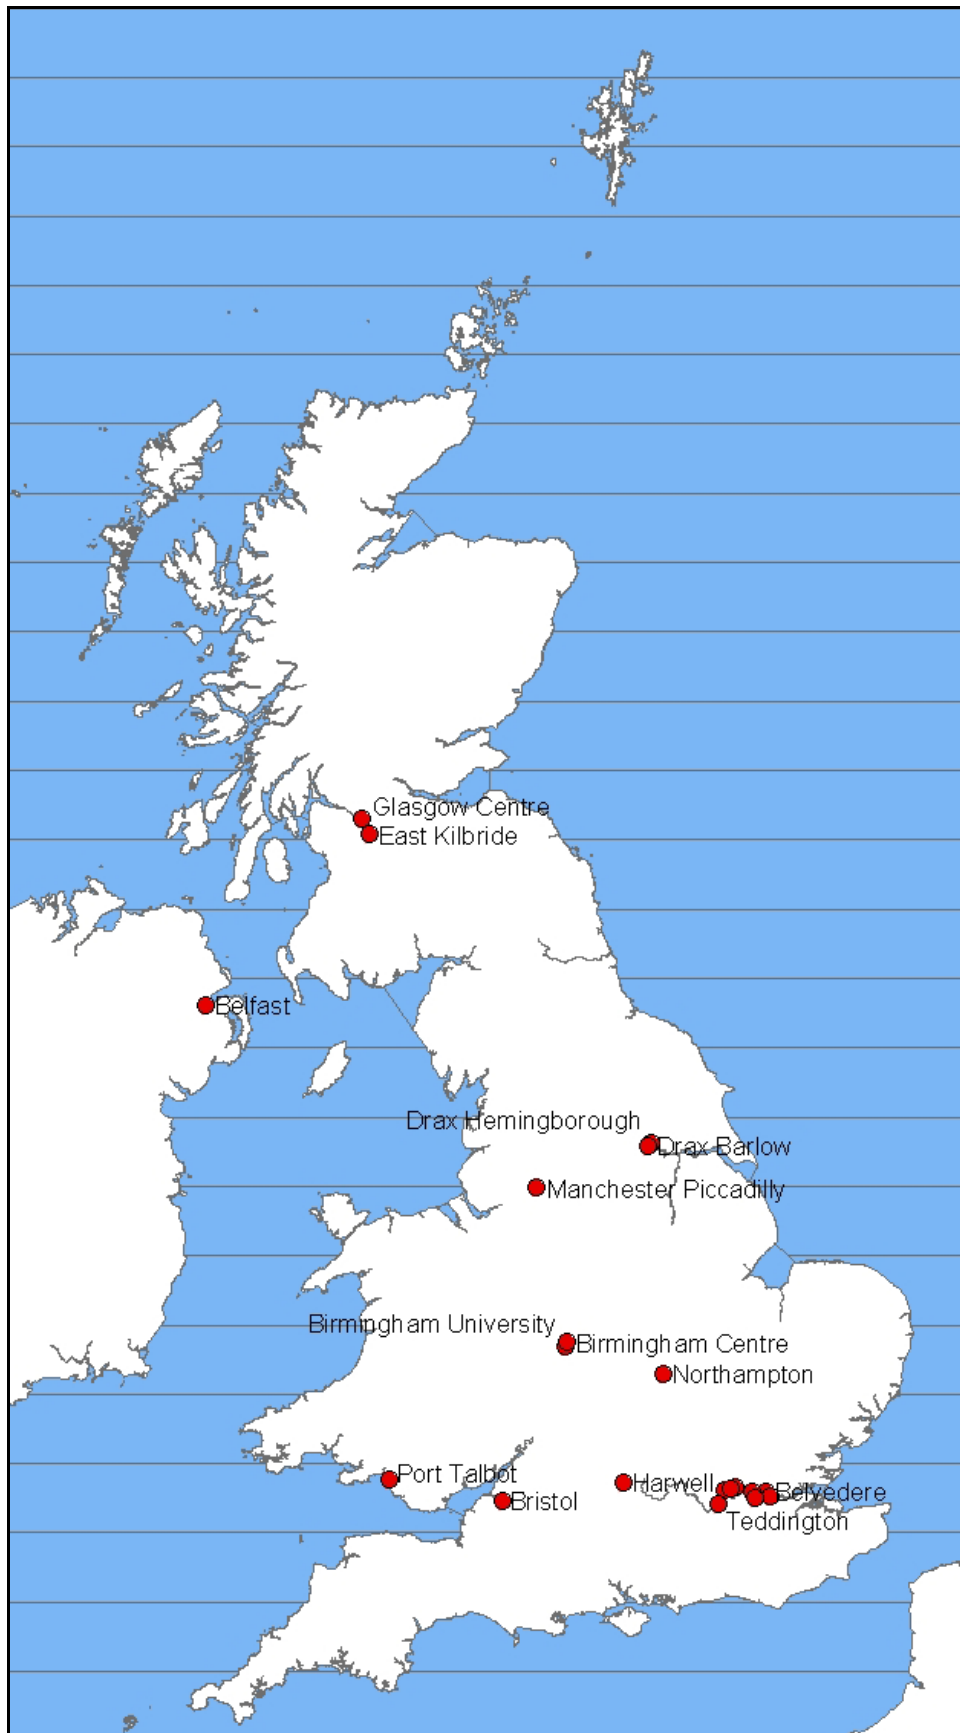 Glasgow Centre
East Kilbride
Belfast
Drax Hemingborough
Drax Barlow
Manchester Piccadilly
Birmingham University
Birmingham Centre
Northampton
Port Talbot
Harwell
Bristol
Belvedere
Teddington